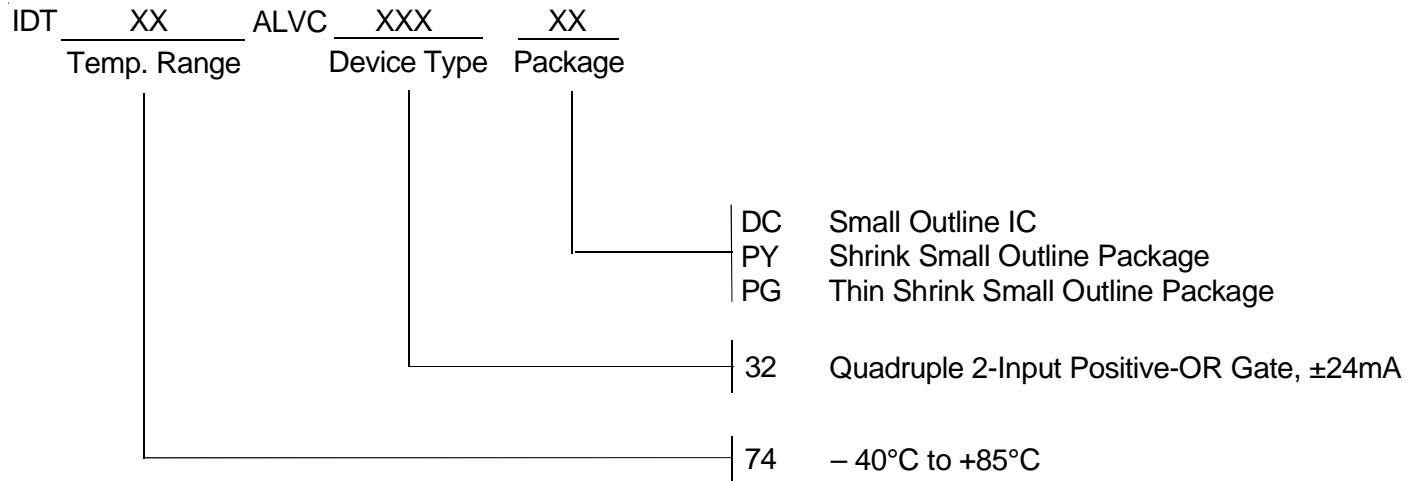 IDT XX ALVC XXX XX
Temp. Range Device Type Package
DC Small Outline IC
PY Shrink Small Outline Package
PG Thin Shrink Small Outline Package
32 Quadruple 2-Input Positive-OR Gate, ±24mA
74 – 40°C to +85°C